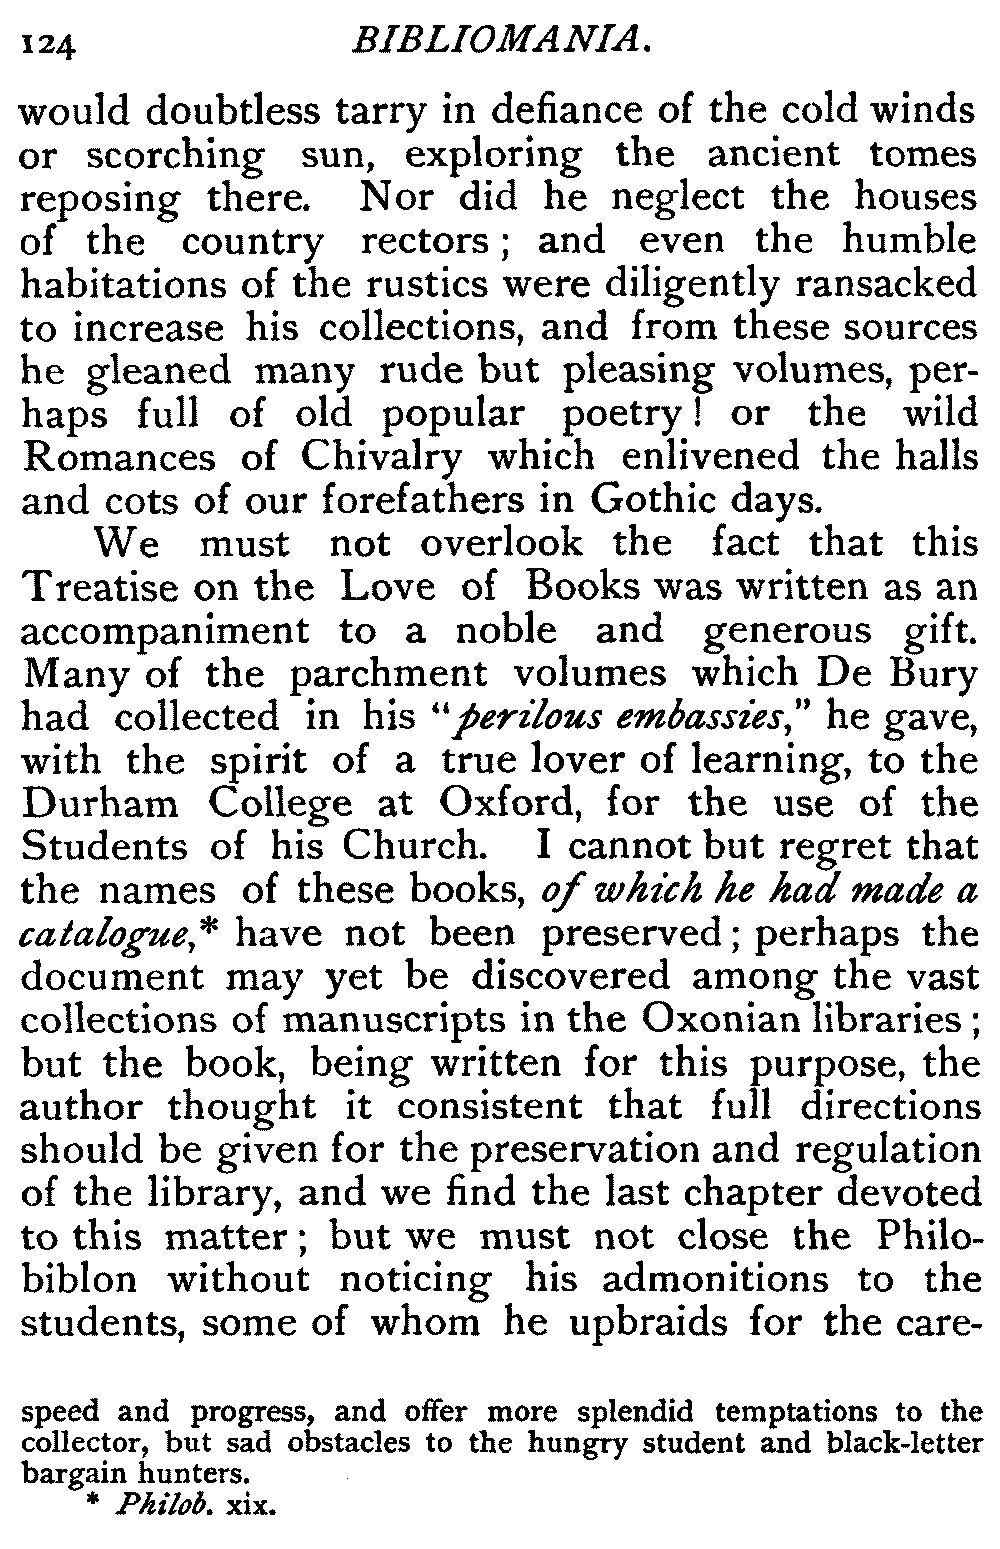 124 BIBLIOMANIA.
would doubtless tarry in defiance of the cold winds
or scorching sun, exploring the ancient tomes
reposing there. Nor did he neglect the houses
of the country rectors ; and even the humble
habitations of the rustics were diligently ransacked
to increase his collections, and from these sources
he gleaned many rude but pleasing volumes, per-
haps full of old popular poetry ! or the wild
Romances of Chivalry which enlivened the halls
and cots of our forefathers in Gothic days.
We must not overlook the fact that this
Treatise on the Love of Books was written as an
accompaniment to a noble and generous gift.
Many of the parchment volumes which De Bury
had collected in his “perilous embassies,” he gave,
with the spirit of a true lover of learning, to the
Durham College at Oxford, for the use of the
Students of his Church. I cannot but regret that
the names of these books, of which he had made a
catalogue,* have not been preserved ; perhaps the
document may yet be discovered among the vast
collections of manuscripts in the Oxonian libraries ;
but the book, being written for this purpose, the
author thought it consistent that full directions
should be given for the preservation and regulation
of the library, and we find the last chapter devoted
to this matter ; but we must not close the Philo-
biblon without noticing his admonitions to the
students, some of whom he upbraids for the care-
speed and progress, and offer more splendid temptations to the
collector, but sad obstacles to the hungry student and black-letter
bargain hunters.
* Philob. xix.